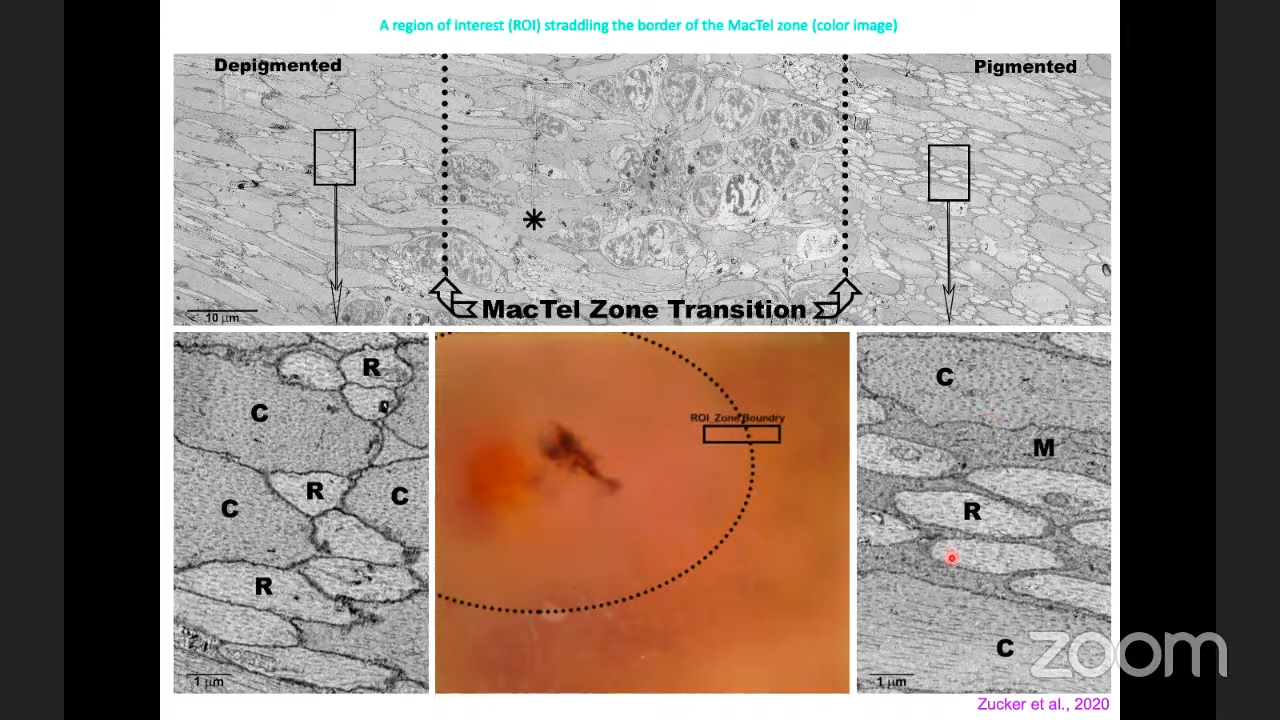 A region of interest (ROI) straddling the border of the MacTel zone (color image)
Depigmented
Pigmented
MacTel Zone Transition
10 µm
R
C
R
C
C
R
1 µm
ROI_Zone Boundry
C
M
R
C
1 µm
zoom
Zucker et al., 2020